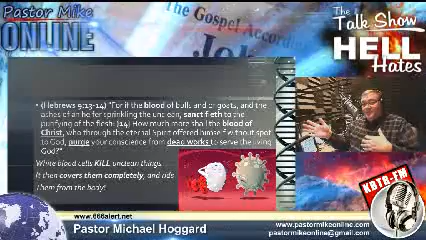 Pastor Mike
ONLINE
The Gospel According
The
Talk Show
HELL
Hates
• (Hebrews 9:13-14) "For if the blood of bulls and of goats, and the
ashes of an heifer sprinkling the unclean, sanctifieth to the
purifying of the flesh: (14) How much more shall the blood of
Christ, who through the eternal Spirit offered himself without spot
to God, purge your conscience from dead works to serve the living
God?"
White blood cells KILL unclean things
It then covers them completely, and rids
Them from the body!
KBTB-FM
www.666alert.net
Pastor Michael Hoggard
www.pastormikeonline.com
pastormikeonline@gmail.com